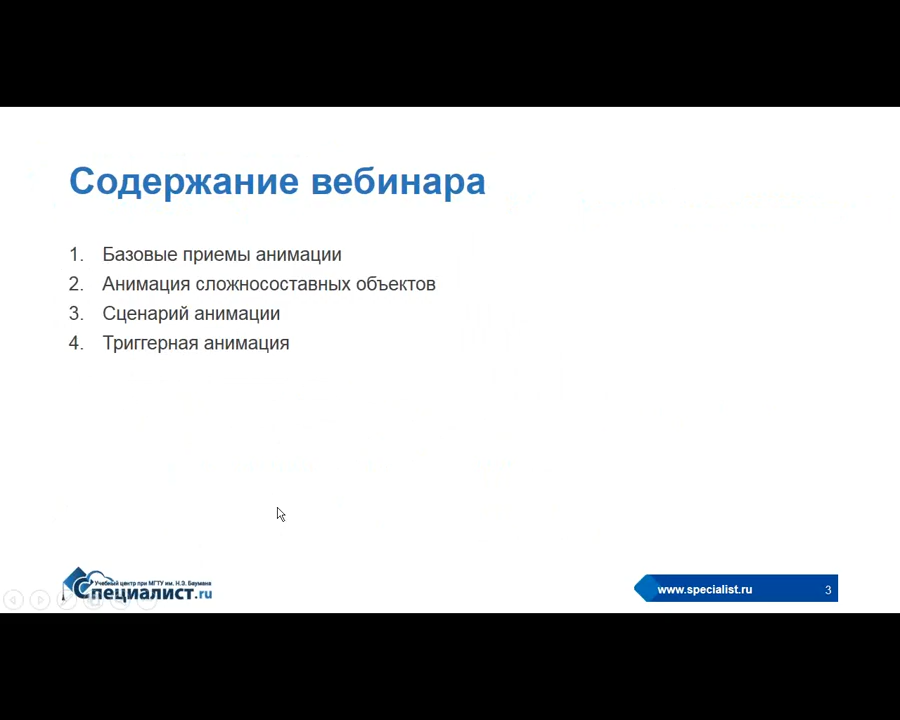 Содержание вебинара
1. Базовые приемы анимации
2. Анимация сложносоставных объектов
3. Сценарий анимации
4. Триггерная анимация
Учебный центр при МГТУ им. Н.Э. Баумана
Специалист.ru
www.specialist.ru
3